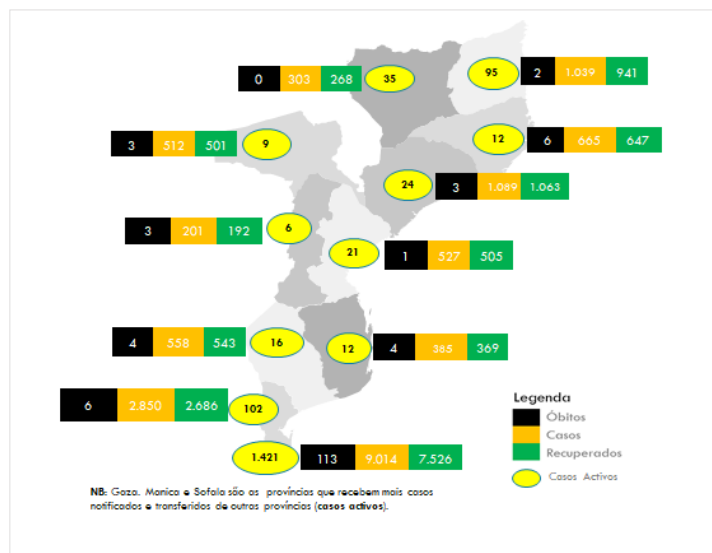 0 303 268 35
95 2 1.039 941
3 512 501 9
12 6 665 647
24 3 1.089 1.063
3 201 192 6
21 1 527 505
4 558 543 16
12 4 385 369
6 2.850 2.686 102
1.421 113 9.014 7.526
Legenda
Óbitos
Casos
Recuperados
Casos Activos
NB: Gaza, Manica e Sofala são as províncias que recebem mais casos
notificados e transferidos de outras províncias (casos activos).